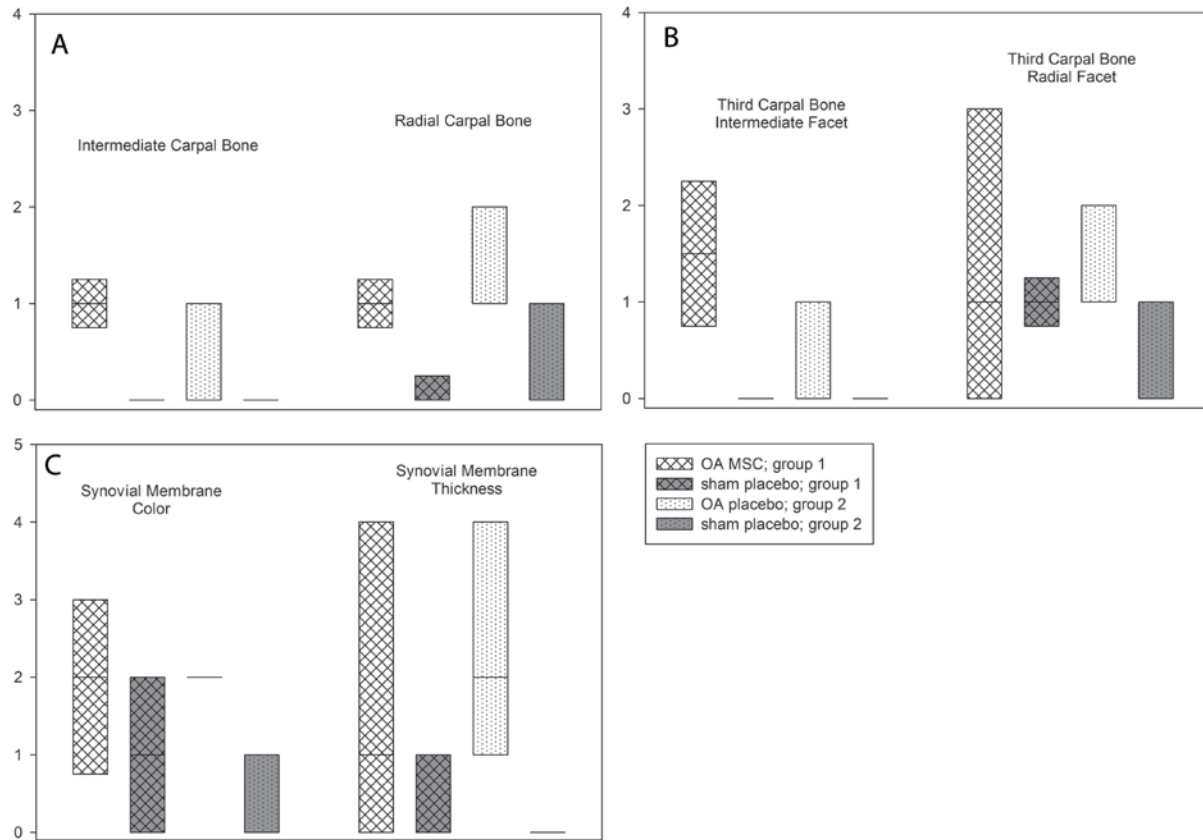 4
A
3
Radial Carpal Bone
Intermediate Carpal Bone
2
1
0
4
B
Third Carpal Bone
Radial Facet
3
Third Carpal Bone
Intermediate Facet
2
1
0
5
C
Synovial Membrane
Color
Synovial Membrane
Thickness
4
3
2
1
0
OA MSC; group 1
sham placebo; group 1
OA placebo; group 2
sham placebo; group 2